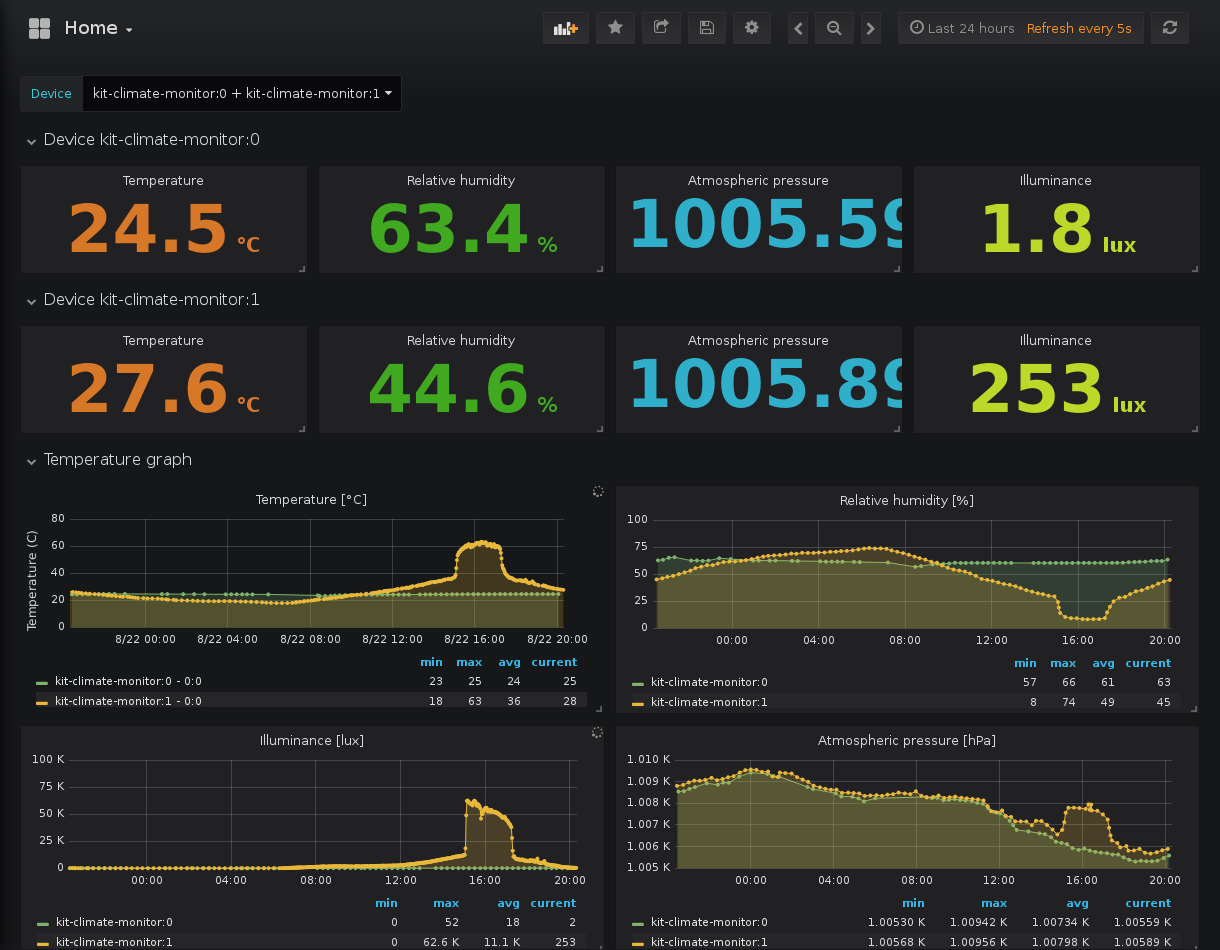 Home
Last 24 hours Refresh every 5s
Device kit-climate-monitor:0 + kit-climate-monitor:1
Device kit-climate-monitor:0
Temperature Relative humidity Atmospheric pressure Illuminance
24.5 °C 63.4 % 1005.59 1.8 lux
Device kit-climate-monitor:1
Temperature Relative humidity Atmospheric pressure Illuminance
27.6 °C 44.6 % 1005.89 253 lux
Temperature graph
Temperature [°C]
Temperature (C)
80
60
40
20
0
8/22 00:00 8/22 04:00 8/22 08:00 8/22 12:00 8/22 16:00 8/22 20:00
min max avg current
kit-climate-monitor:0 - 0:0 23 25 24 25
kit-climate-monitor:1 - 0:0 18 63 36 28
Relative humidity [%]
100
75
50
25
0
00:00 04:00 08:00 12:00 16:00 20:00
min max avg current
kit-climate-monitor:0 57 66 61 63
kit-climate-monitor:1 8 74 49 45
Illuminance [lux]
100 K
75 K
50 K
25 K
0
00:00 04:00 08:00 12:00 16:00 20:00
min max avg current
kit-climate-monitor:0 0 52 18 2
kit-climate-monitor:1 0 62.6 K 11.1 K 253
Atmospheric pressure [hPa]
1.010 K
1.009 K
1.008 K
1.007 K
1.006 K
1.005 K
00:00 04:00 08:00 12:00 16:00 20:00
min max avg current
kit-climate-monitor:0 1.00530 K 1.00942 K 1.00734 K 1.00559 K
kit-climate-monitor:1 1.00568 K 1.00956 K 1.00798 K 1.00589 K